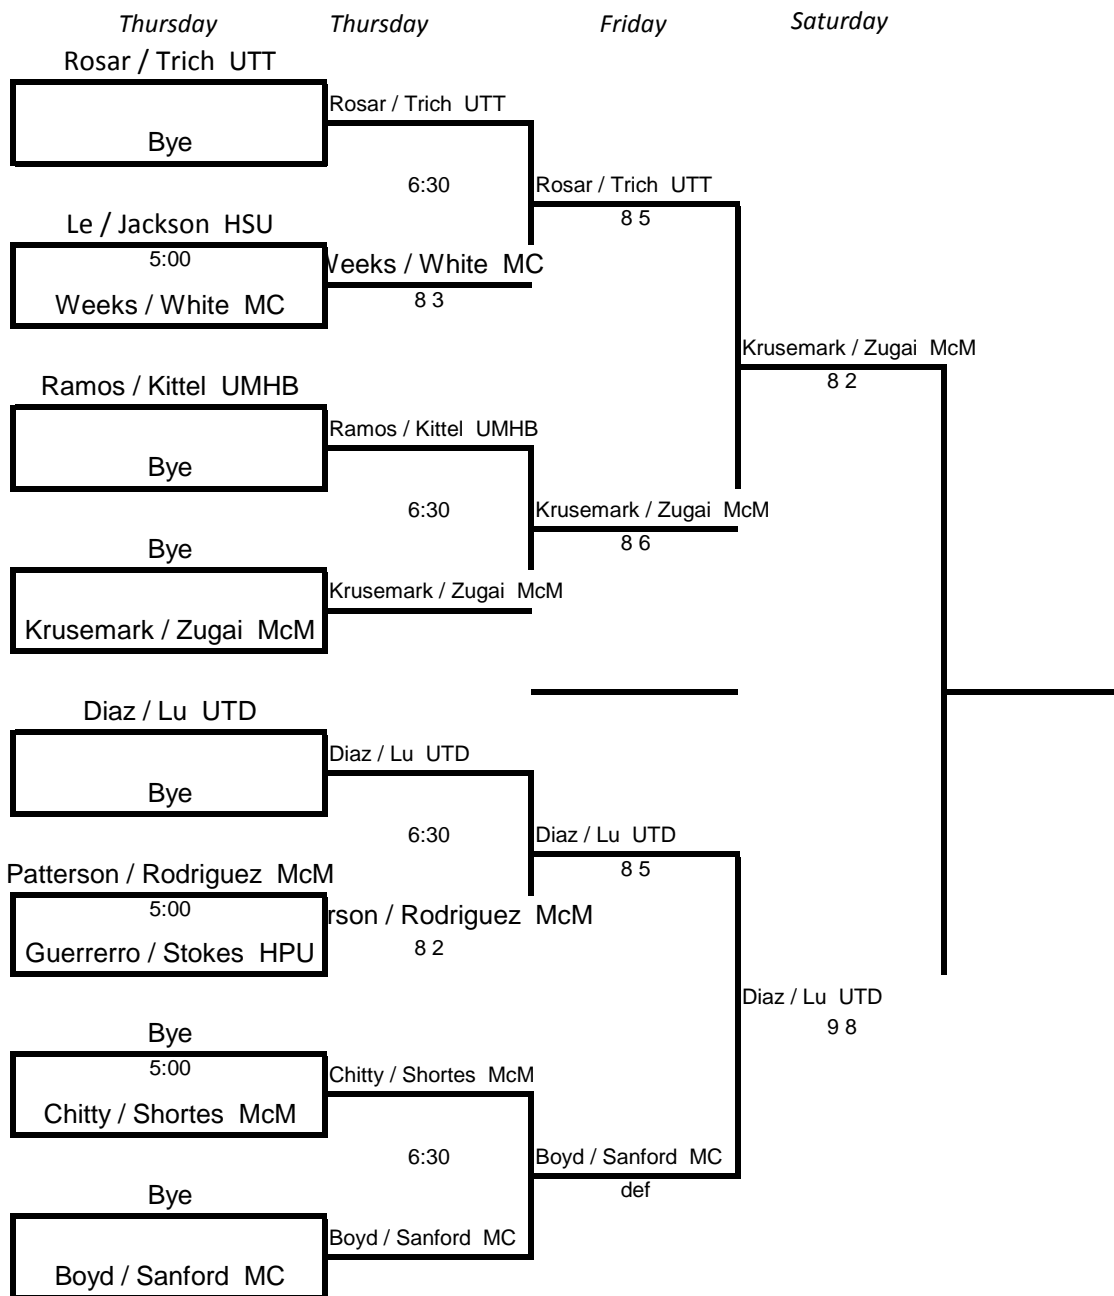 Thursday Thursday Friday Saturday
Rosar / Trich UTT
Rosar / Trich UTT
Bye
6:30 Rosar / Trich UTT
8 5
Le / Jackson HSU
5:00
Weeks / White MC
Weeks / White MC
8 3
Krusemark / Zugai McM
8 2
Ramos / Kittel UMHB
Ramos / Kittel UMHB
Bye
6:30 Krusemark / Zugai McM
8 6
Bye
Krusemark / Zugai McM
Krusemark / Zugai McM
Diaz / Lu UTD
Diaz / Lu UTD
Bye
6:30 Diaz / Lu UTD
8 5
Patterson / Rodriguez McM
5:00
rson / Rodriguez McM
Guerrerro / Stokes HPU
8 2
Diaz / Lu UTD
9 8
Bye
5:00
Chitty / Shortes McM
Chitty / Shortes McM
6:30 Boyd / Sanford MC
def
Bye
Boyd / Sanford MC
Boyd / Sanford MC